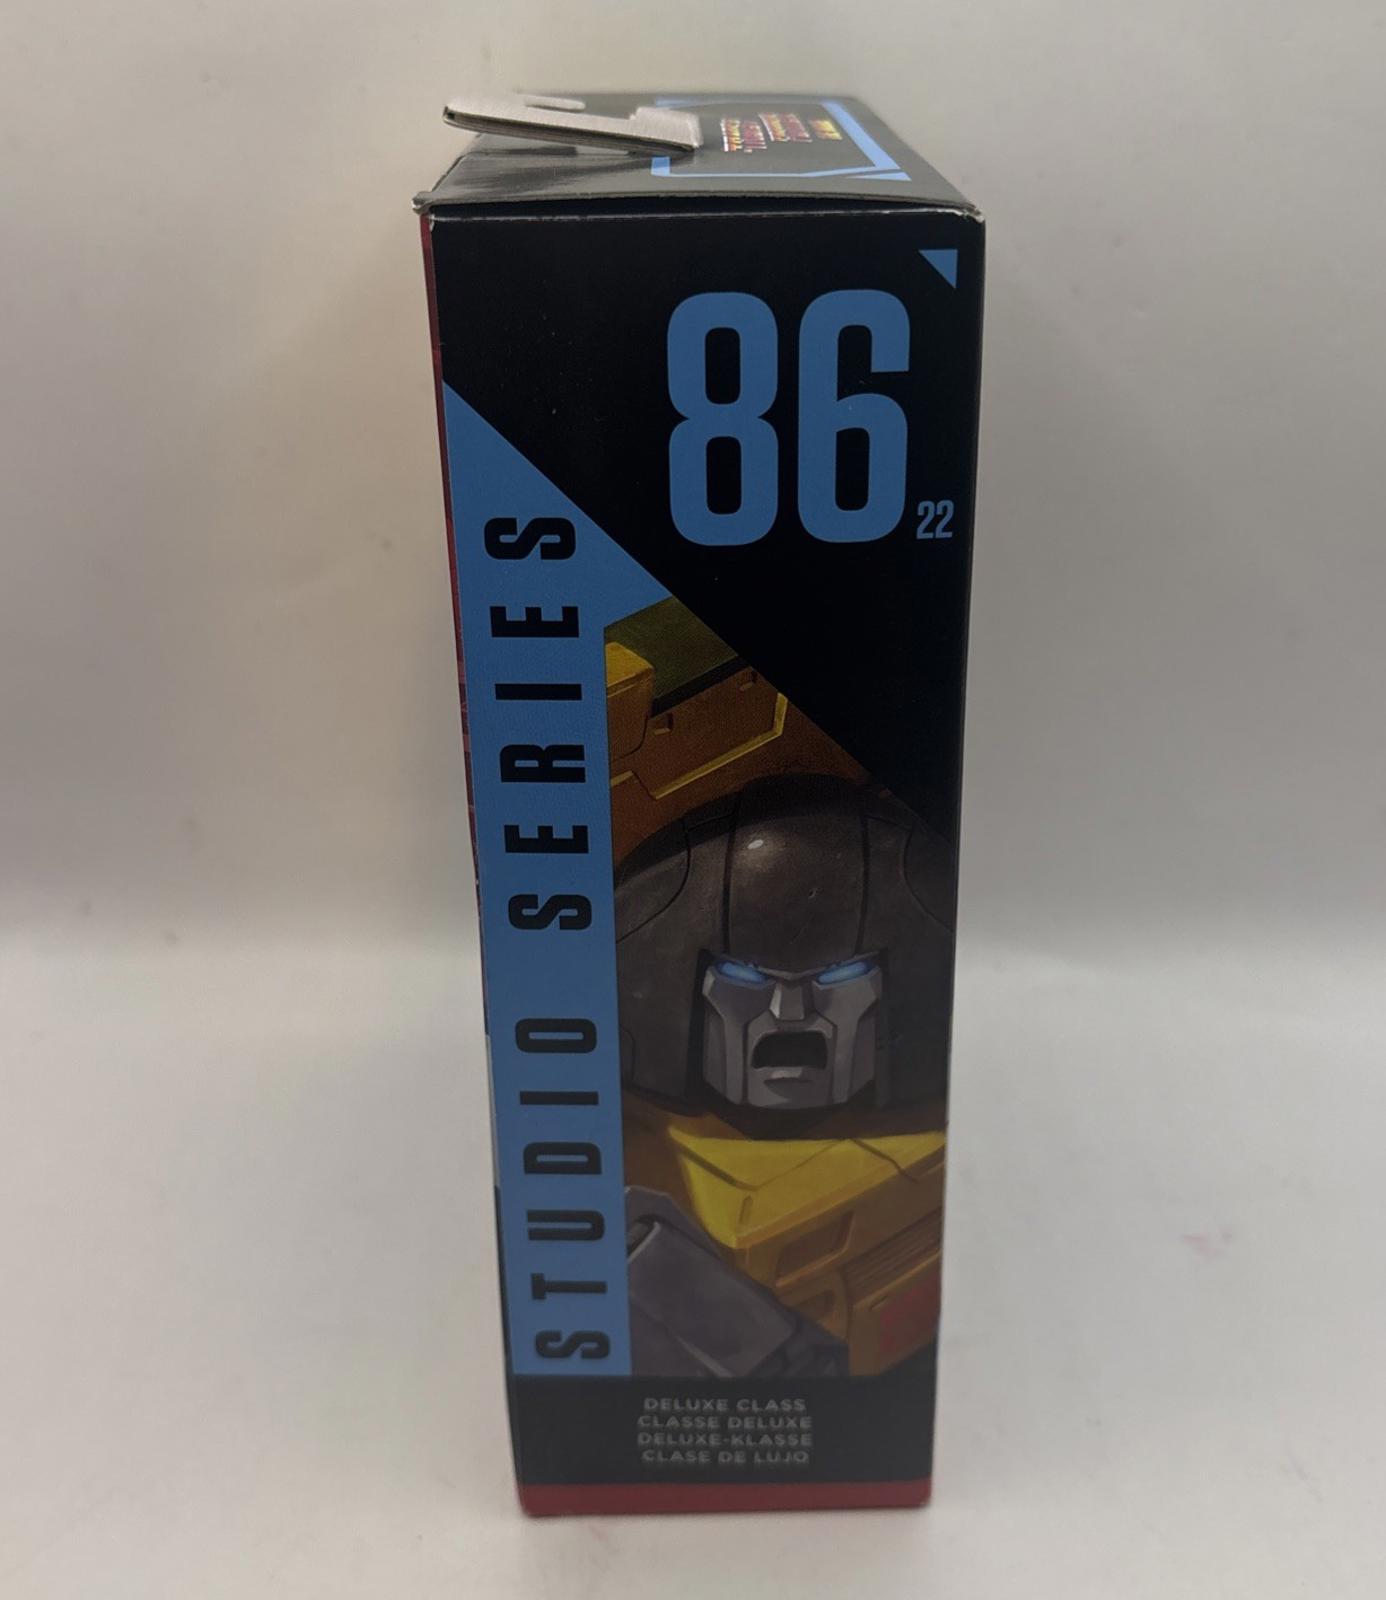 86
22
STUDIO SERIES
DELUXE CLASS
CLASSE DELUXE
DELUXE-KLASSE
CLASE DE LUJO